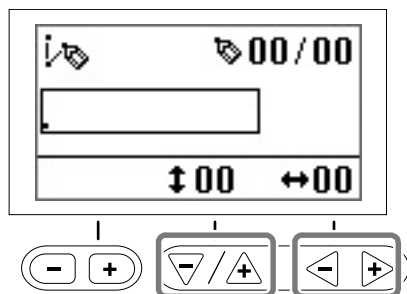 00/00
↕00 ↔00
- + - / + - +